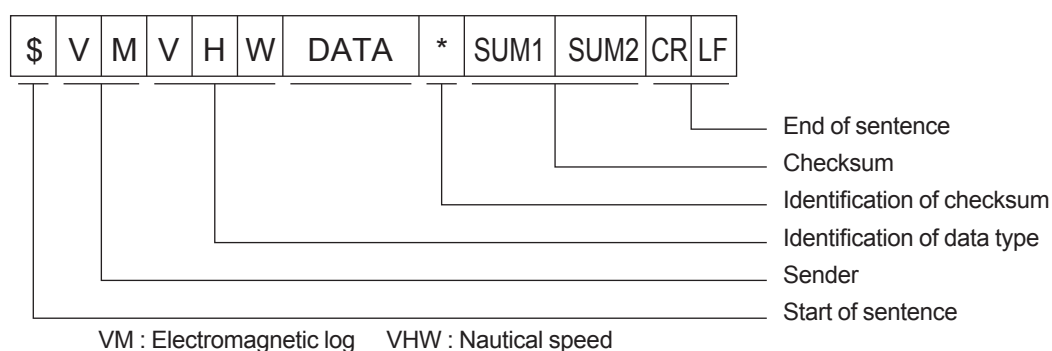 $ V M V H W DATA * SUM1 SUM2 CR LF
End of sentence
Checksum
Identification of checksum
Identification of data type
Sender
Start of sentence
VM : Electromagnetic log VHW : Nautical speed